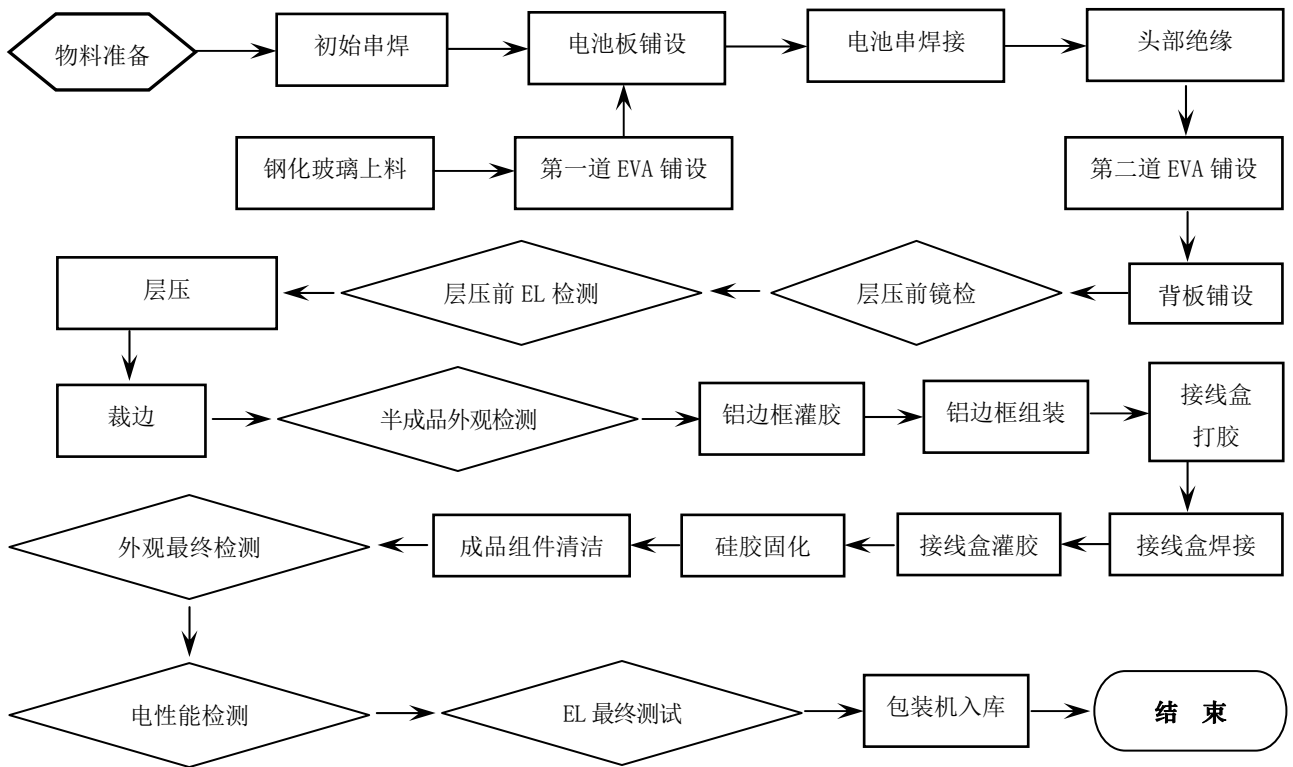 物料准备
初始串焊
电池板铺设
电池串焊接
头部绝缘
钢化玻璃上料
第一道 EVA 铺设
第二道 EVA 铺设
层压
层压前 EL 检测
层压前镜检
背板铺设
裁边
半成品外观检测
铝边框灌胶
铝边框组装
接线盒
打胶
外观最终检测
成品组件清洁
硅胶固化
接线盒灌胶
接线盒焊接
电性能检测
EL 最终测试
包装机入库
结 束